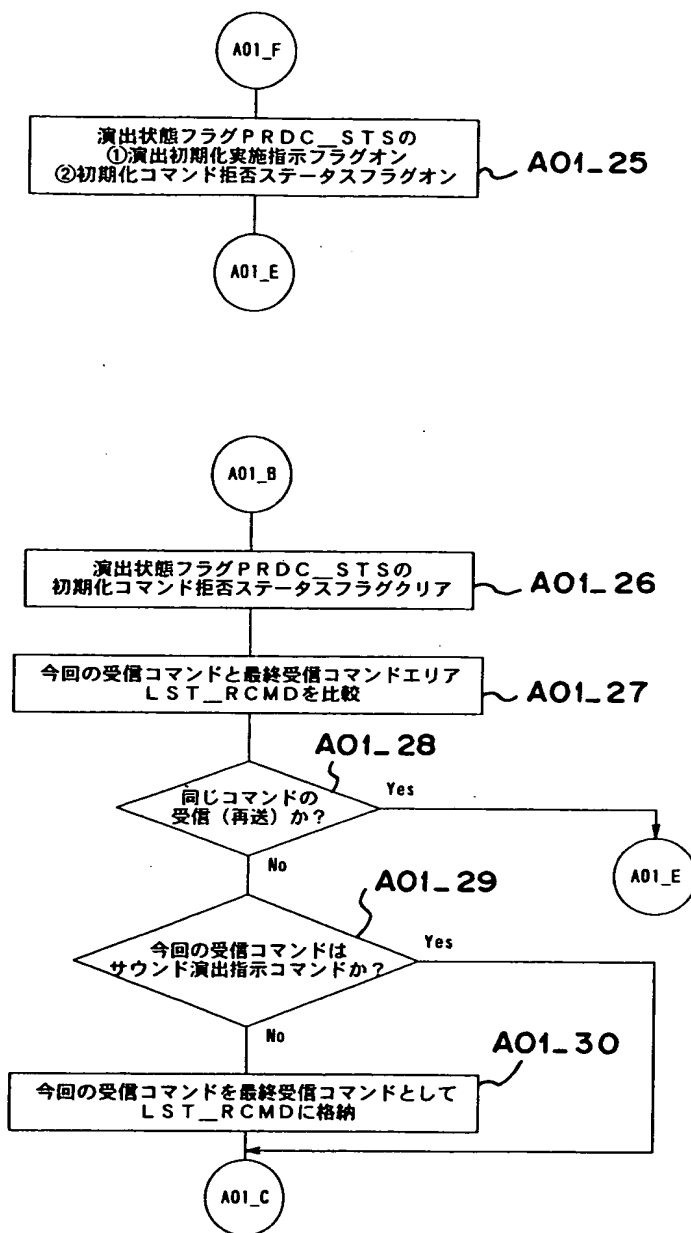 A01_F
演出状態フラグPRDC__STSの
①演出初期化実施指示フラグオン
②初期化コマンド拒否ステータスフラグオン
A01_25
A01_E
A01_B
演出状態フラグPRDC__STSの
初期化コマンド拒否ステータスフラグクリア
A01_26
今回の受信コマンドと最終受信コマンドエリア
LST__RCMDを比較
A01_27
A01_28
同じコマンドの
受信（再送）か？
Yes
No
A01_E
A01_29
今回の受信コマンドは
サウンド演出指示コマンドか？
Yes
No
A01_30
今回の受信コマンドを最終受信コマンドとして
LST__RCMDに格納
A01_C